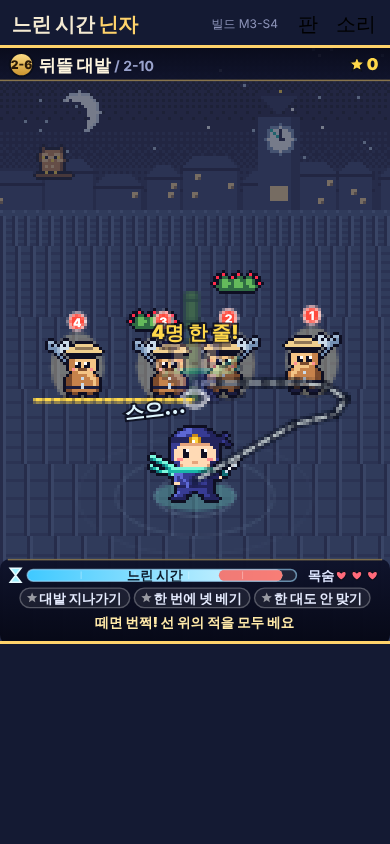 느린 시간 닌자 빌드 M3-S4 판 소리
2-6 뒤뜰 대밭 / 2-10 ★ 0
4 3 2 1
4명 한 줄!
스으...
느린 시간 목숨
★대밭 지나가기 ★한 번에 넷 베기 ★한 대도 안 맞기
떼면 번쩍! 선 위의 적을 모두 베요